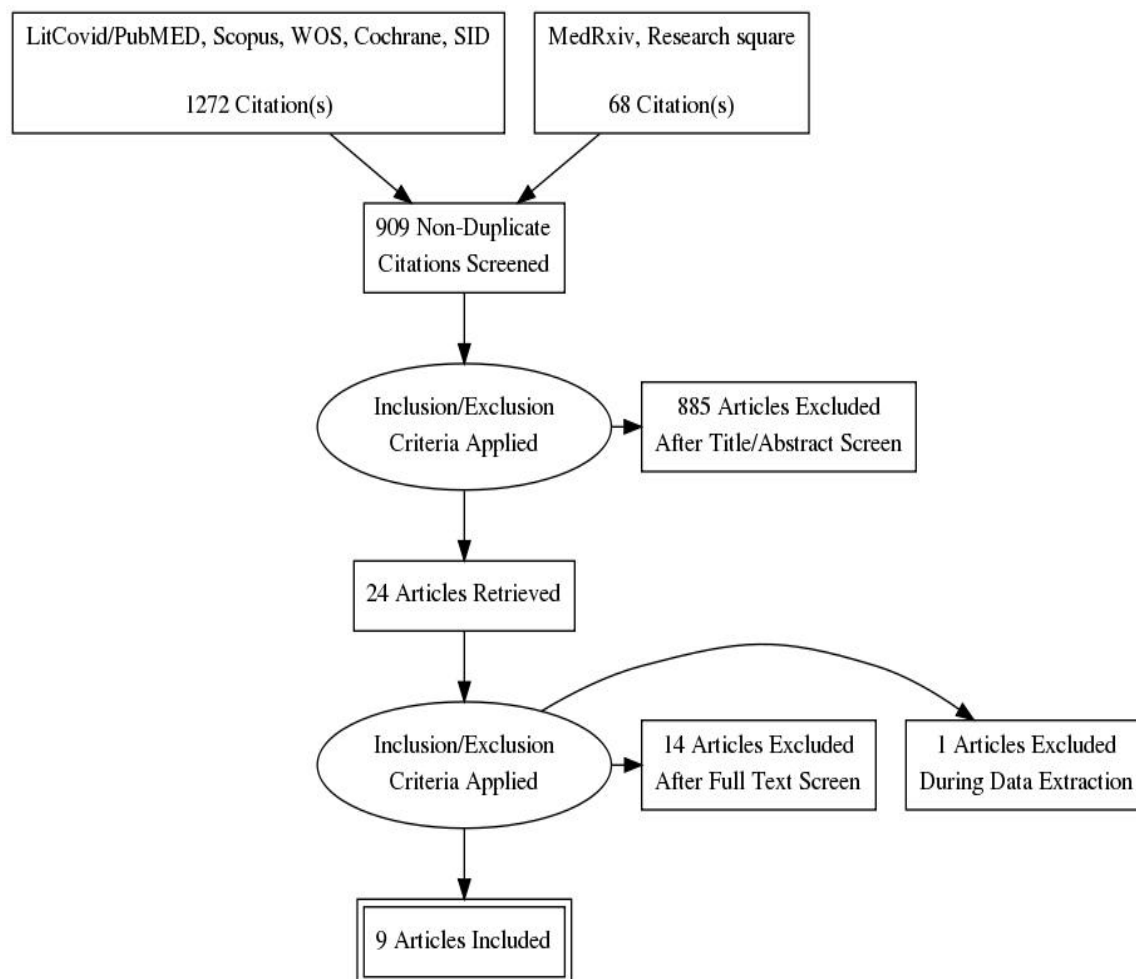 LitCovid/PubMED, Scopus, WOS, Cochrane, SID
1272 Citation(s)
MedRxiv, Research square
68 Citation(s)
909 Non-Duplicate
Citations Screened
Inclusion/Exclusion
Criteria Applied
885 Articles Excluded
After Title/Abstract Screen
24 Articles Retrieved
Inclusion/Exclusion
Criteria Applied
14 Articles Excluded
After Full Text Screen
1 Articles Excluded
During Data Extraction
9 Articles Included